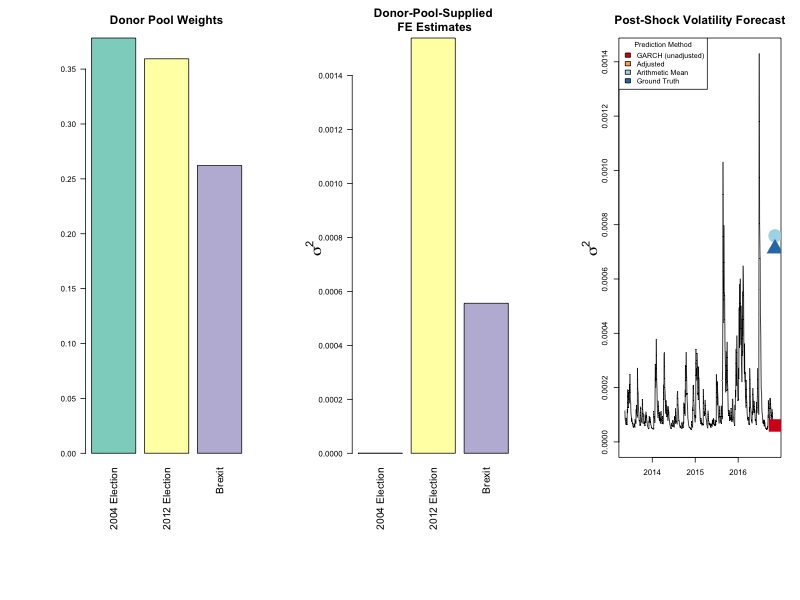 Donor Pool Weights
0.35
0.30
0.25
0.20
0.15
0.10
0.05
0.00
2004 Election
2012 Election
Brexit
Donor-Pool-Supplied
FE Estimates
σ²
0.0014
0.0012
0.0010
0.0008
0.0006
0.0004
0.0002
0.0000
2004 Election
2012 Election
Brexit
Post-Shock Volatility Forecast
Prediction Method
GARCH (unadjusted)
Adjusted
Arithmetic Mean
Ground Truth
σ²
0.0014
0.0012
0.0010
0.0008
0.0006
0.0004
0.0002
0.0000
2014
2015
2016